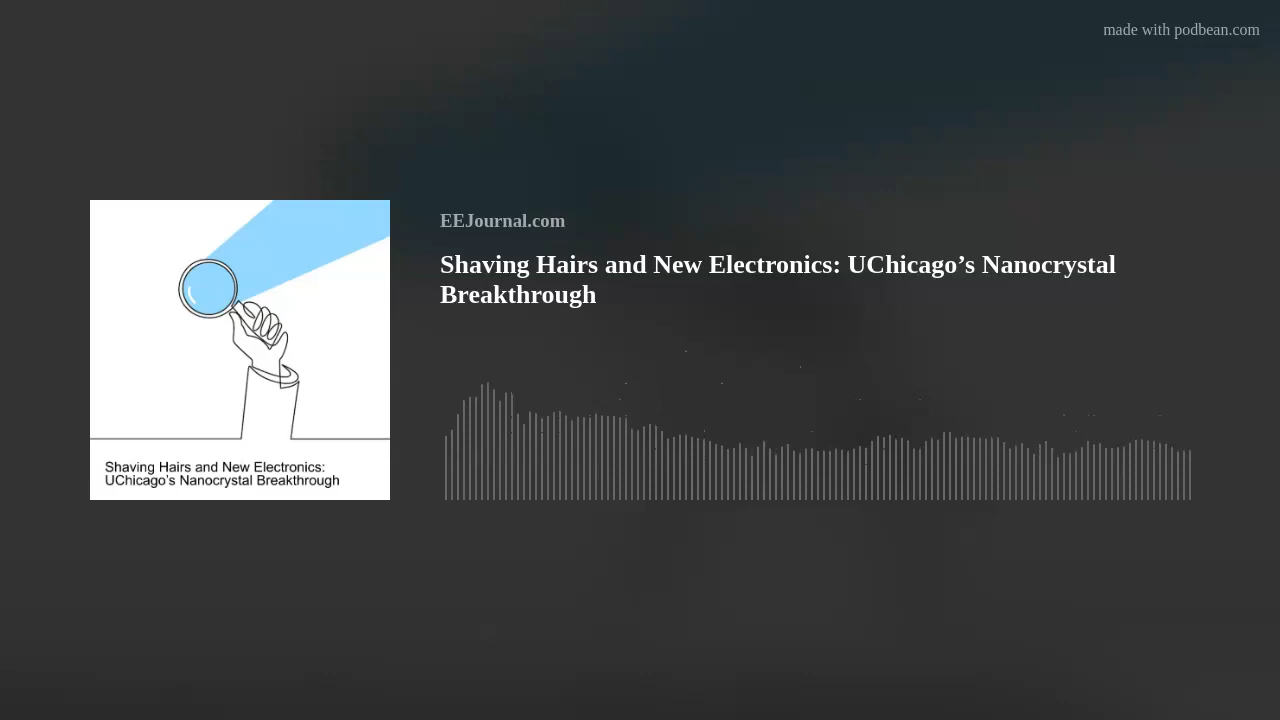 made with podbean.com
EEJournal.com
Shaving Hairs and New Electronics: UChicago’s Nanocrystal
Breakthrough
Shaving Hairs and New Electronics:
UChicago's Nanocrystal Breakthrough